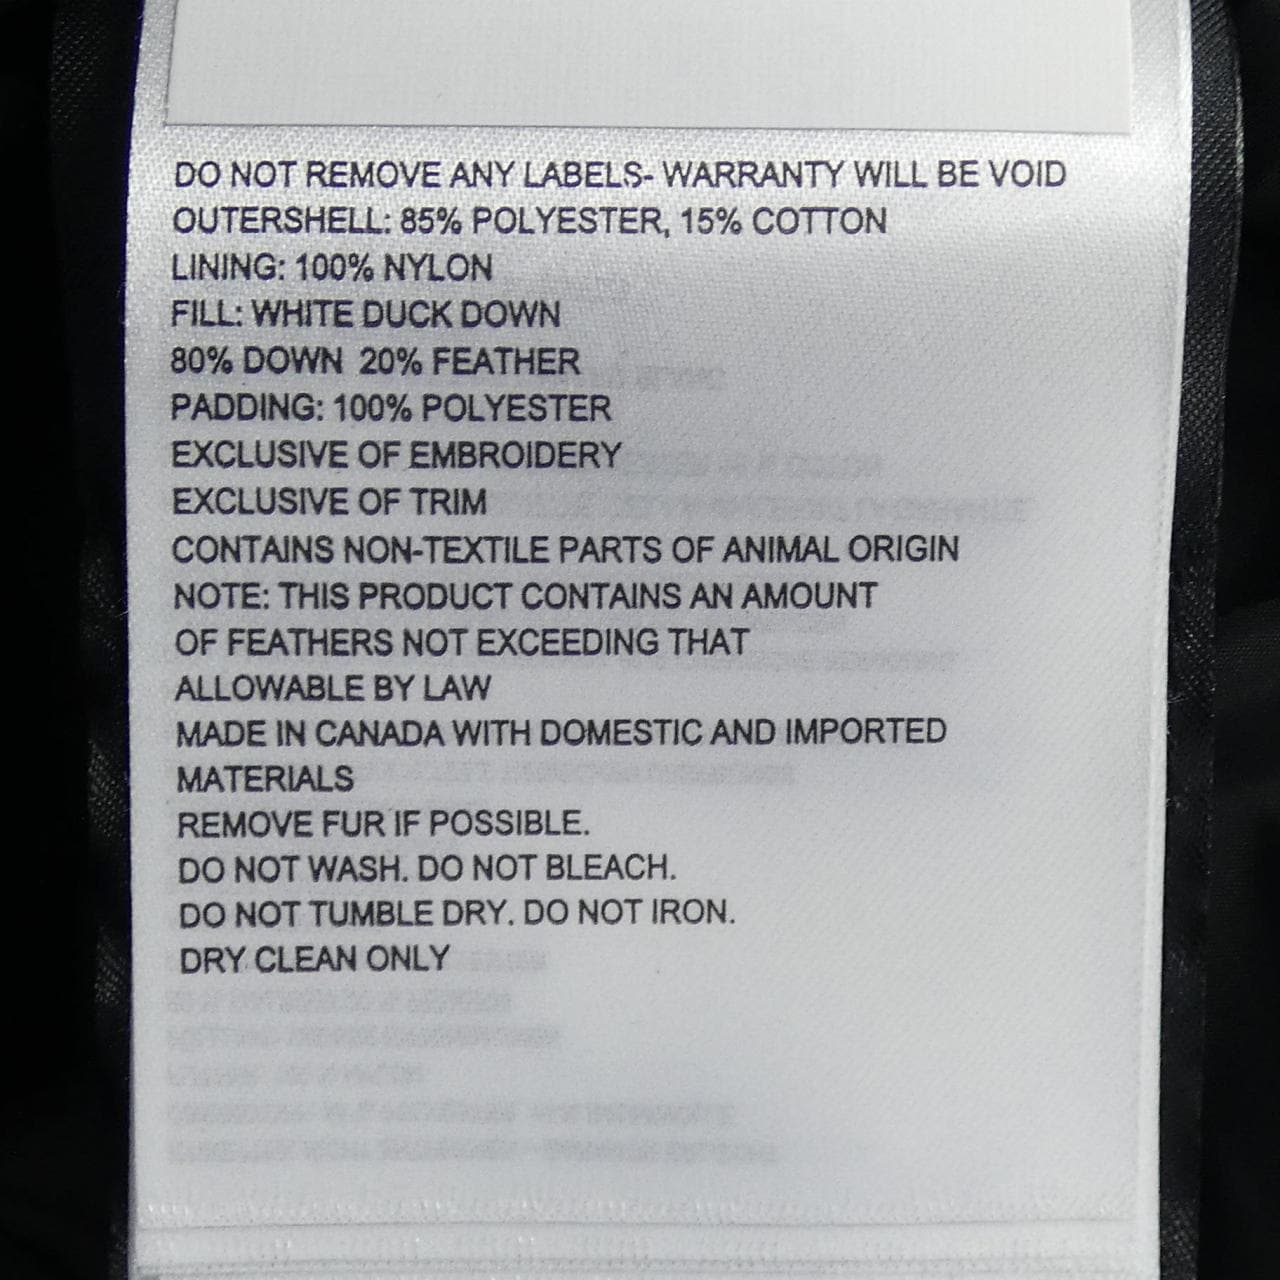 DO NOT REMOVE ANY LABELS- WARRANTY WILL BE VOID
OUTERSHELL: 85% POLYESTER, 15% COTTON
LINING: 100% NYLON
FILL: WHITE DUCK DOWN
80% DOWN 20% FEATHER
PADDING: 100% POLYESTER
EXCLUSIVE OF EMBROIDERY
EXCLUSIVE OF TRIM
CONTAINS NON-TEXTILE PARTS OF ANIMAL ORIGIN
NOTE: THIS PRODUCT CONTAINS AN AMOUNT
OF FEATHERS NOT EXCEEDING THAT
ALLOWABLE BY LAW
MADE IN CANADA WITH DOMESTIC AND IMPORTED
MATERIALS
REMOVE FUR IF POSSIBLE.
DO NOT WASH. DO NOT BLEACH.
DO NOT TUMBLE DRY. DO NOT IRON.
DRY CLEAN ONLY